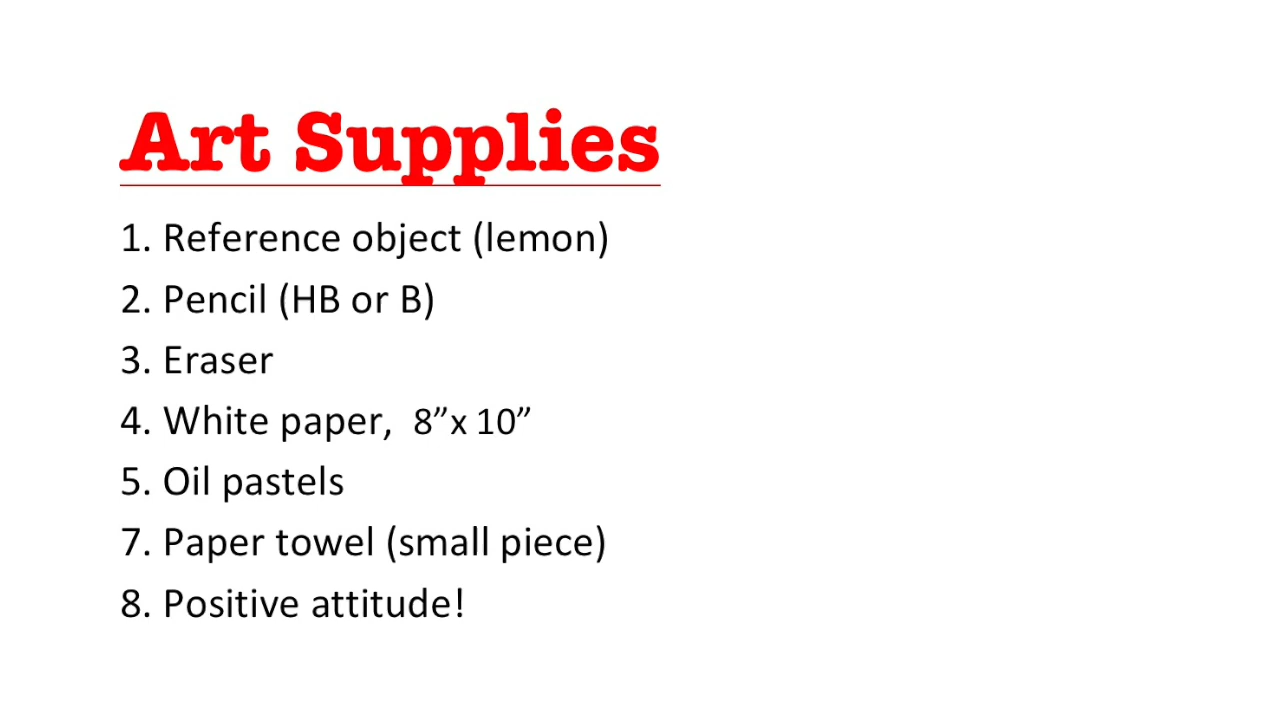 Art Supplies
1. Reference object (lemon)
2. Pencil (HB or B)
3. Eraser
4. White paper,  8”x 10”
5. Oil pastels
7. Paper towel (small piece)
8. Positive attitude!